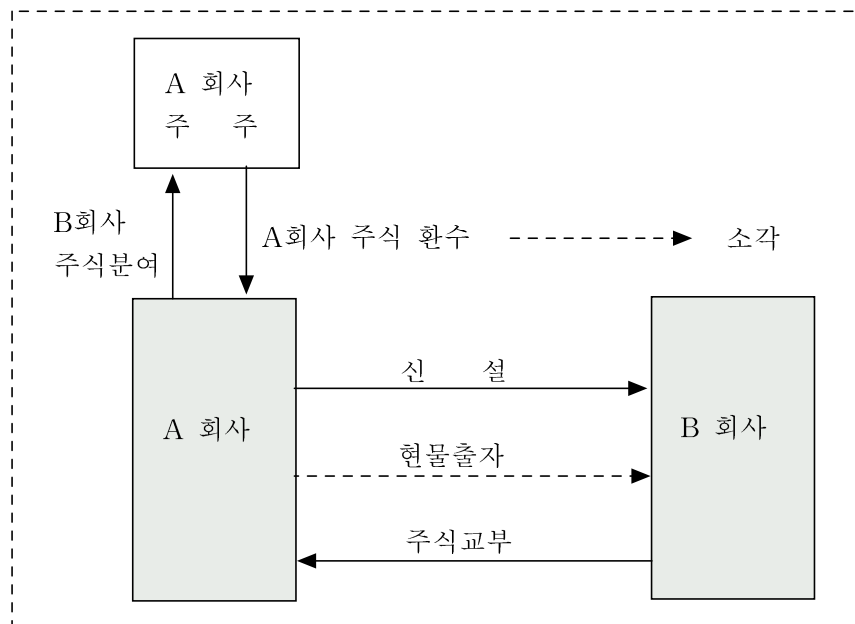 A 회사
주 주
B회사
주식분여
A회사 주식 환수
소각
신 설
A 회사
B 회사
현물출자
주식교부